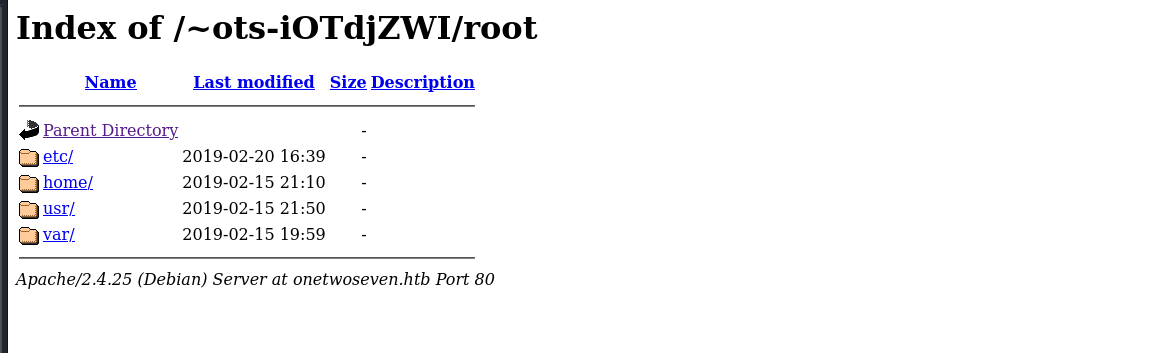 Index of /~ots-iOTdjZWI/root
Name Last modified Size Description
Parent Directory -
etc/ 2019-02-20 16:39 -
home/ 2019-02-15 21:10 -
usr/ 2019-02-15 21:50 -
var/ 2019-02-15 19:59 -
Apache/2.4.25 (Debian) Server at onetwoseven.htb Port 80